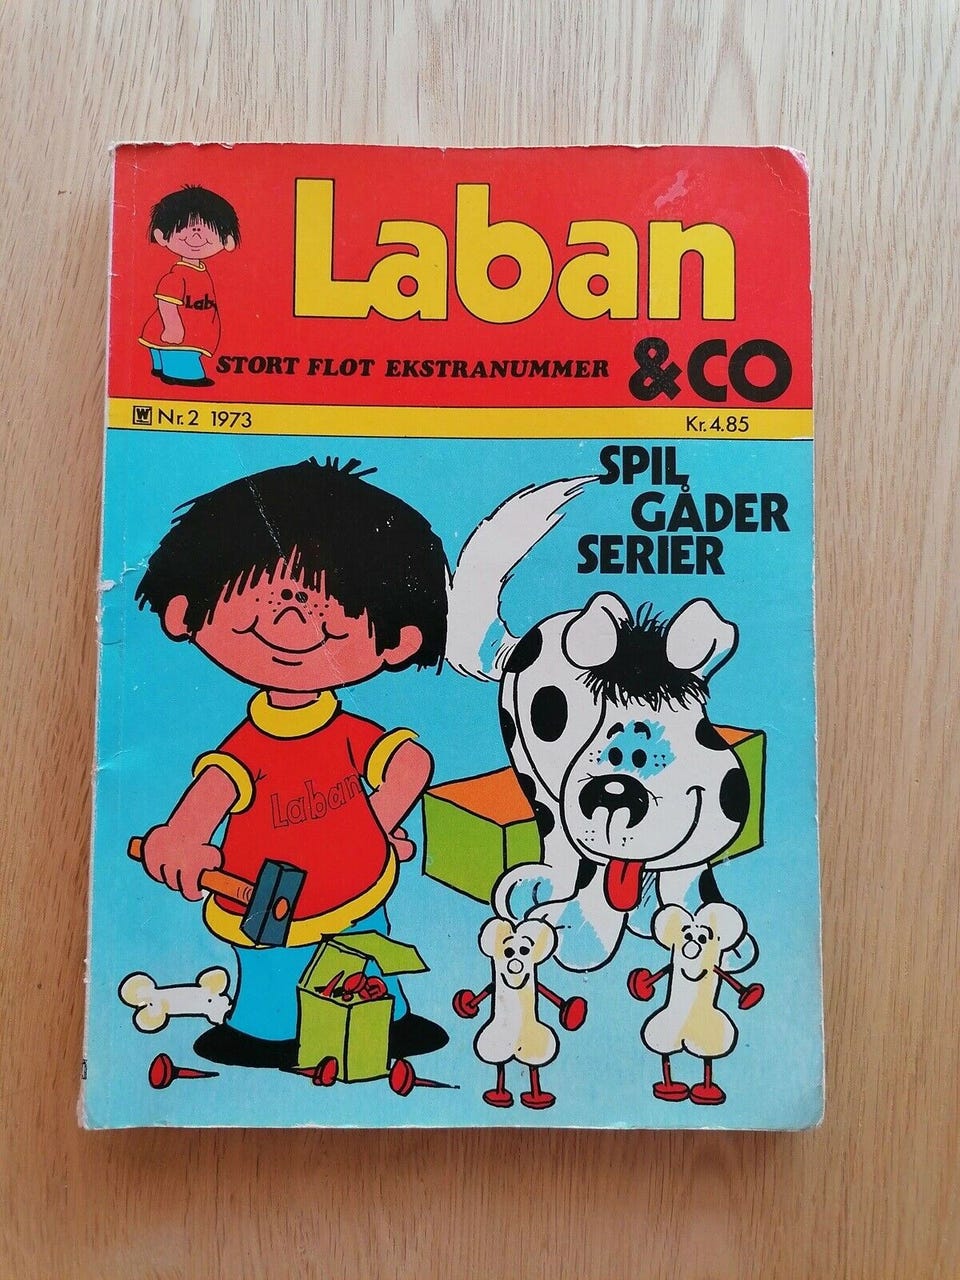 Laban
& CO
STORT FLOT EKSTRANUMMER
Lab
W Nr. 2 1973
Kr. 4.85
SPIL
GÅDER
SERIER
Laban